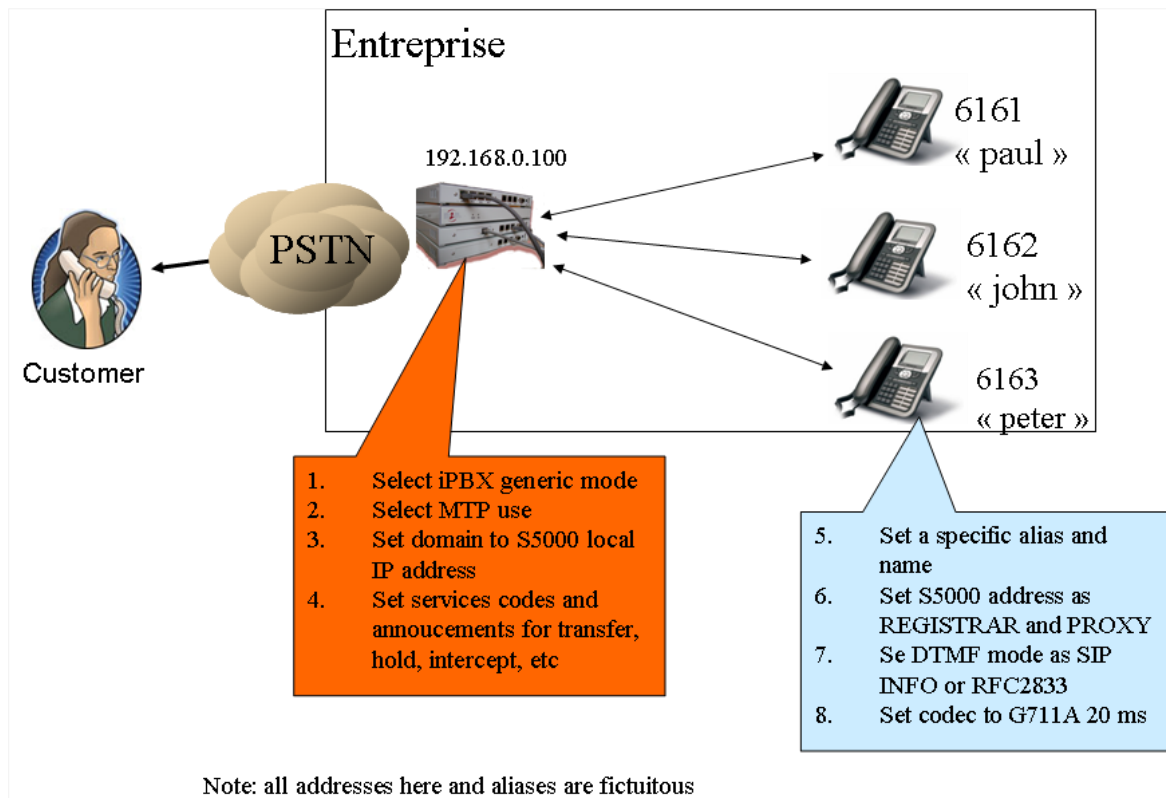 Entreprise
192.168.0.100
6161
« paul »
PSTN
6162
« john »
Customer
6163
« peter »
1. Select iPBX generic mode
2. Select MTP use
3. Set domain to S5000 local
IP address
4. Set services codes and
annoucements for transfer,
hold, intercept, etc
5. Set a specific alias and
name
6. Set S5000 address as
REGISTRAR and PROXY
7. Se DTMF mode as SIP
INFO or RFC2833
8. Set codec to G711A 20 ms
Note: all addresses here and aliases are fictuitous